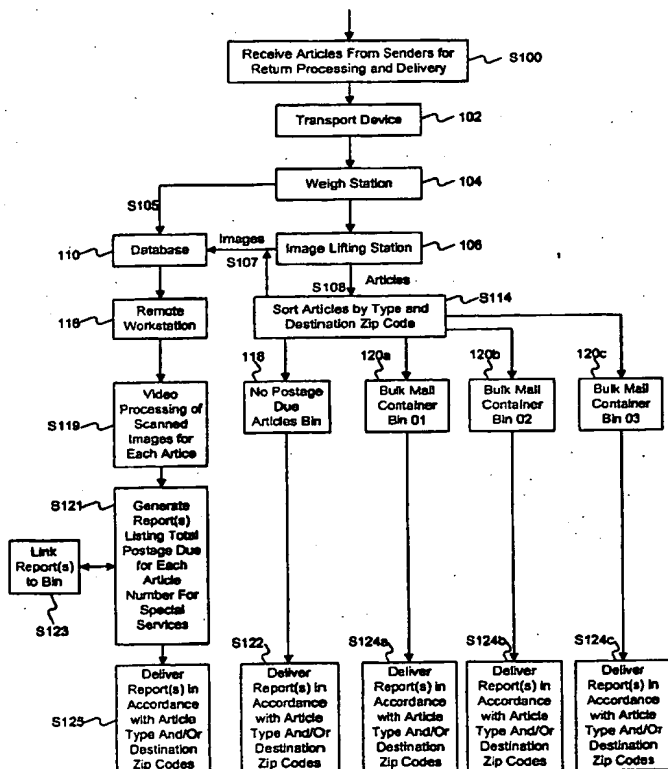 Receive Articles From Senders for
Return Processing and Delivery
S100
Transport Device
102
Weigh Station
104
S105
Images
Image Lifting Station
106
110
Database
S107
S108
Articles
S114
Sort Articles by Type and
Destination Zip Code
116
Remote
Workstation
118
120a
120b
120c
No Postage
Due
Articles Bin
Bulk Mail
Container
Bin 01
Bulk Mail
Container
Bin 02
Bulk Mail
Container
Bin 03
S119
Video
Processing of
Scanned
Images for
Each Artice
S121
Generate
Report(s)
Listing Total
Postage Due
for Each
Article
Number For
Special
Services
Link
Report(s)
to Bin
S123
S122
S124a
S124b
S124c
S125
Deliver
Report(s) in
Accordance
with Article
Type And/Or
Destination
Zip Codes
Deliver
Report(s) in
Accordance
with Article
Type And/Or
Destination
Zip Codes
Deliver
Report(s) in
Accordance
with Article
Type And/Or
Destination
Zip Codes
Deliver
Report(s) in
Accordance
with Article
Type And/Or
Destination
Zip Codes
Deliver
Report(s) in
Accordance
with Article
Type And/Or
Destination
Zip Codes